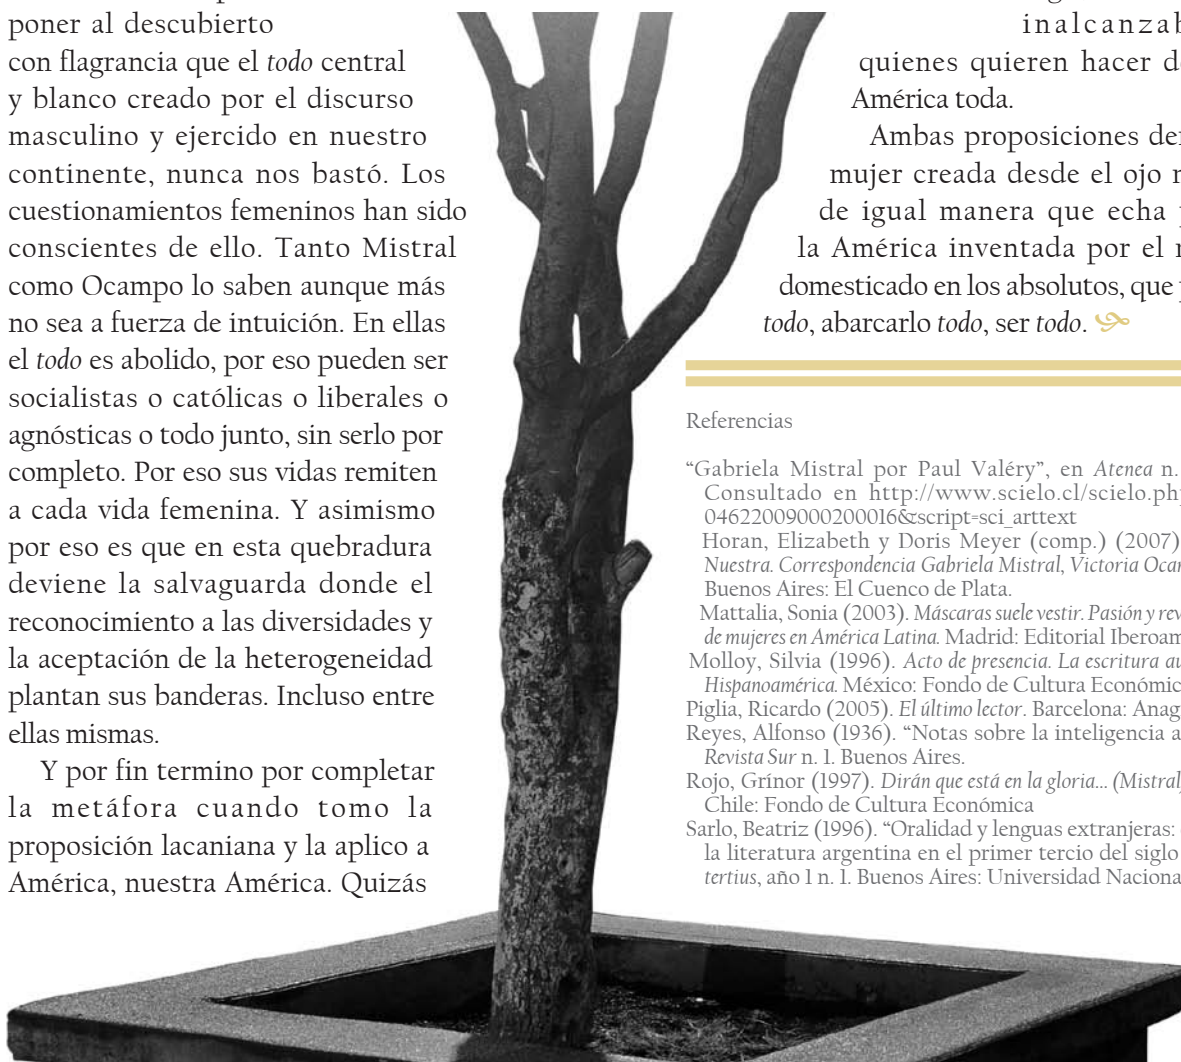 poner al descubierto
con flagrancia que el todo central
y blanco creado por el discurso
masculino y ejercido en nuestro
continente, nunca nos bastó. Los
cuestionamientos femeninos han sido
conscientes de ello. Tanto Mistral
como Ocampo lo saben aunque más
no sea a fuerza de intuición. En ellas
el todo es abolido, por eso pueden ser
socialistas o católicas o liberales o
agnósticas o todo junto, sin serlo por
completo. Por eso sus vidas remiten
a cada vida femenina. Y asimismo
por eso es que en esta quebradura
deviene la salvaguarda donde el
reconocimiento a las diversidades y
la aceptación de la heterogeneidad
plantan sus banderas. Incluso entre
ellas mismas.
Y por fin termino por completar
la metáfora cuando tomo la
proposición lacaniana y la aplico a
América, nuestra América. Quizás
inalcanzab
quienes quieren hacer d
América toda.
Ambas proposiciones de
mujer creada desde el ojo
de igual manera que echa
la América inventada por el
domesticado en los absolutos, que
todo, abarcarlo todo, ser todo.
Referencias
“Gabriela Mistral por Paul Valéry”, en Atenea n.
Consultado en http://www.scielo.cl/scielo.php
04622009000200016&script=sci_arttext
Horan, Elizabeth y Doris Meyer (comp.) (2007)
Nuestra. Correspondencia Gabriela Mistral, Victoria Ocam
Buenos Aires: El Cuenco de Plata.
Mattalia, Sonia (2003). Máscaras suele vestir. Pasión y rev
de mujeres en América Latina. Madrid: Editorial Iberoam
Molloy, Silvia (1996). Acto de presencia. La escritura au
Hispanoamérica. México: Fondo de Cultura Económic
Piglia, Ricardo (2005). El último lector. Barcelona: Anag
Reyes, Alfonso (1936). “Notas sobre la inteligencia a
Revista Sur n. 1. Buenos Aires.
Rojo, Grínor (1997). Dirán que está en la gloria... (Mistral)
Chile: Fondo de Cultura Económica
Sarlo, Beatriz (1996). “Oralidad y lenguas extranjeras:
la literatura argentina en el primer tercio del siglo
tertius, año 1 n. 1. Buenos Aires: Universidad Naciona